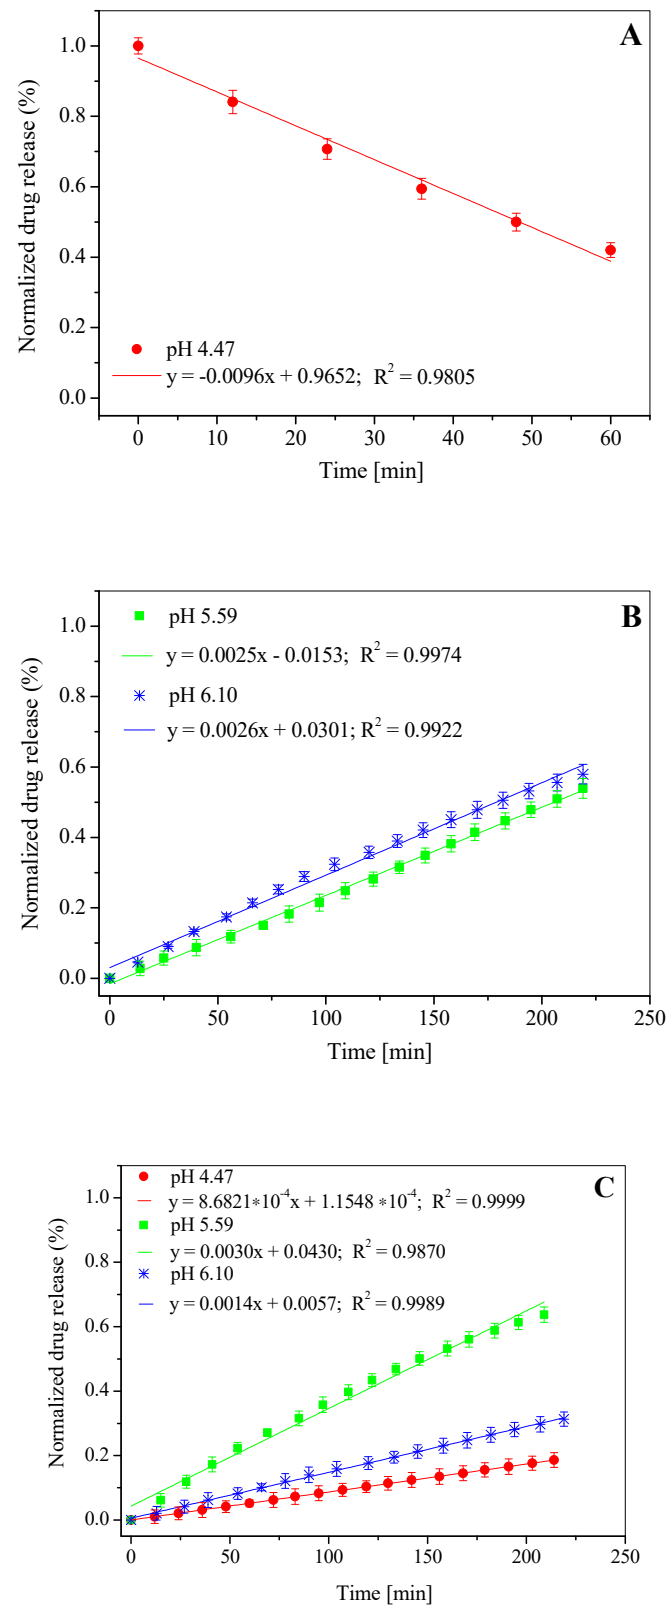 A
1.0
0.8
0.6
0.4
0.2
0.0
Normalized drug release (%)
pH 4.47
y = -0.0096x + 0.9652; R² = 0.9805
0 10 20 30 40 50 60
Time [min]
B
1.0
0.8
0.6
0.4
0.2
0.0
Normalized drug release (%)
pH 5.59
y = 0.0025x - 0.0153; R² = 0.9974
pH 6.10
y = 0.0026x + 0.0301; R² = 0.9922
0 50 100 150 200 250
Time [min]
C
1.0
0.8
0.6
0.4
0.2
0.0
Normalized drug release (%)
pH 4.47
y = 8.6821*10⁻⁴x + 1.1548 *10⁻⁴; R² = 0.9999
pH 5.59
y = 0.0030x + 0.0430; R² = 0.9870
pH 6.10
y = 0.0014x + 0.0057; R² = 0.9989
0 50 100 150 200 250
Time [min]